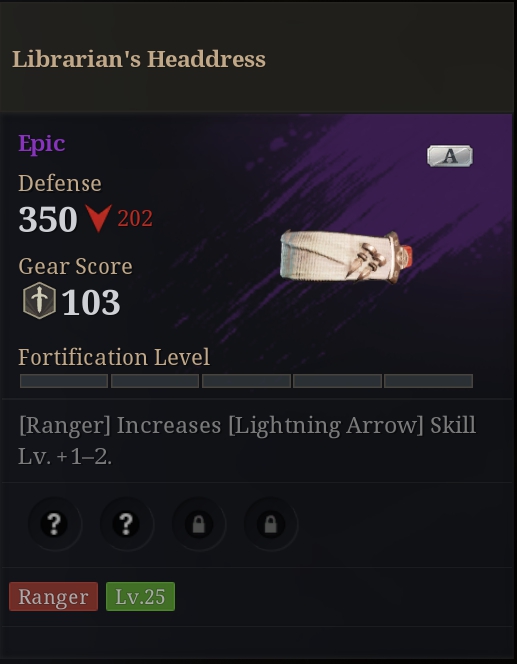 Librarian's Headdress
Epic
A
Defense
350 202
Gear Score
103
Fortification Level
[Ranger] Increases [Lightning Arrow] Skill
Lv. +1–2.
? ?
Ranger Lv.25